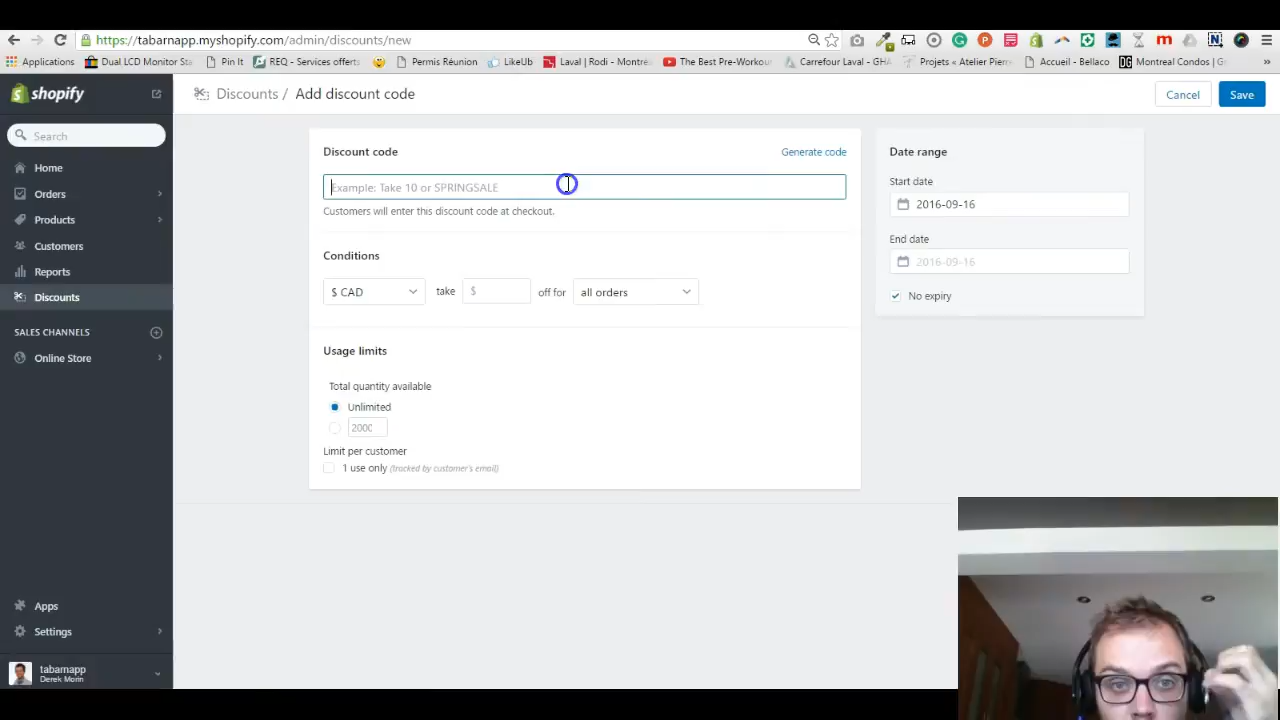 https://tabarnapp.myshopify.com/admin/discounts/new
Applications Dual LCD Monitor Sta Pin It REQ - Services offerts Permis Réunion LikeUb Laval | Rodi - Montré The Best Pre-Workou Carrefour Laval - GH Projets « Atelier Pierr Accueil - Bellaco Montreal Condos | Gr »
shopify
Discounts / Add discount code
Cancel
Save
Search
Home
Orders
Products
Customers
Reports
Discounts
SALES CHANNELS
Online Store
Apps
Settings
tabarnapp
Derek Morin
Discount code
Generate code
Example: Take 10 or SPRINGSALE
Customers will enter this discount code at checkout.
Conditions
$ CAD take $ off for all orders
Usage limits
Total quantity available
Unlimited
2000
Limit per customer
1 use only (tracked by customer's email)
Date range
Start date
2016-09-16
End date
2016-09-16
No expiry